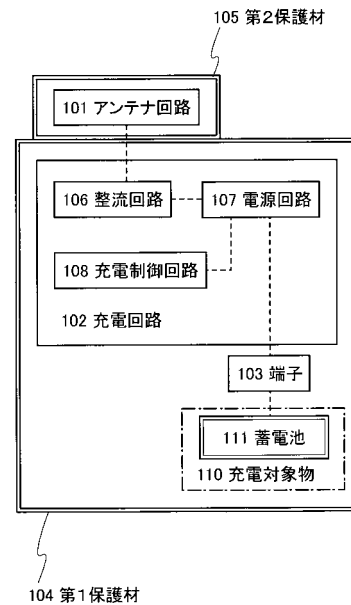 105 第2保護材
101 アンテナ回路
106 整流回路
107 電源回路
108 充電制御回路
102 充電回路
103 端子
111 蓄電池
110 充電対象物
104 第1保護材